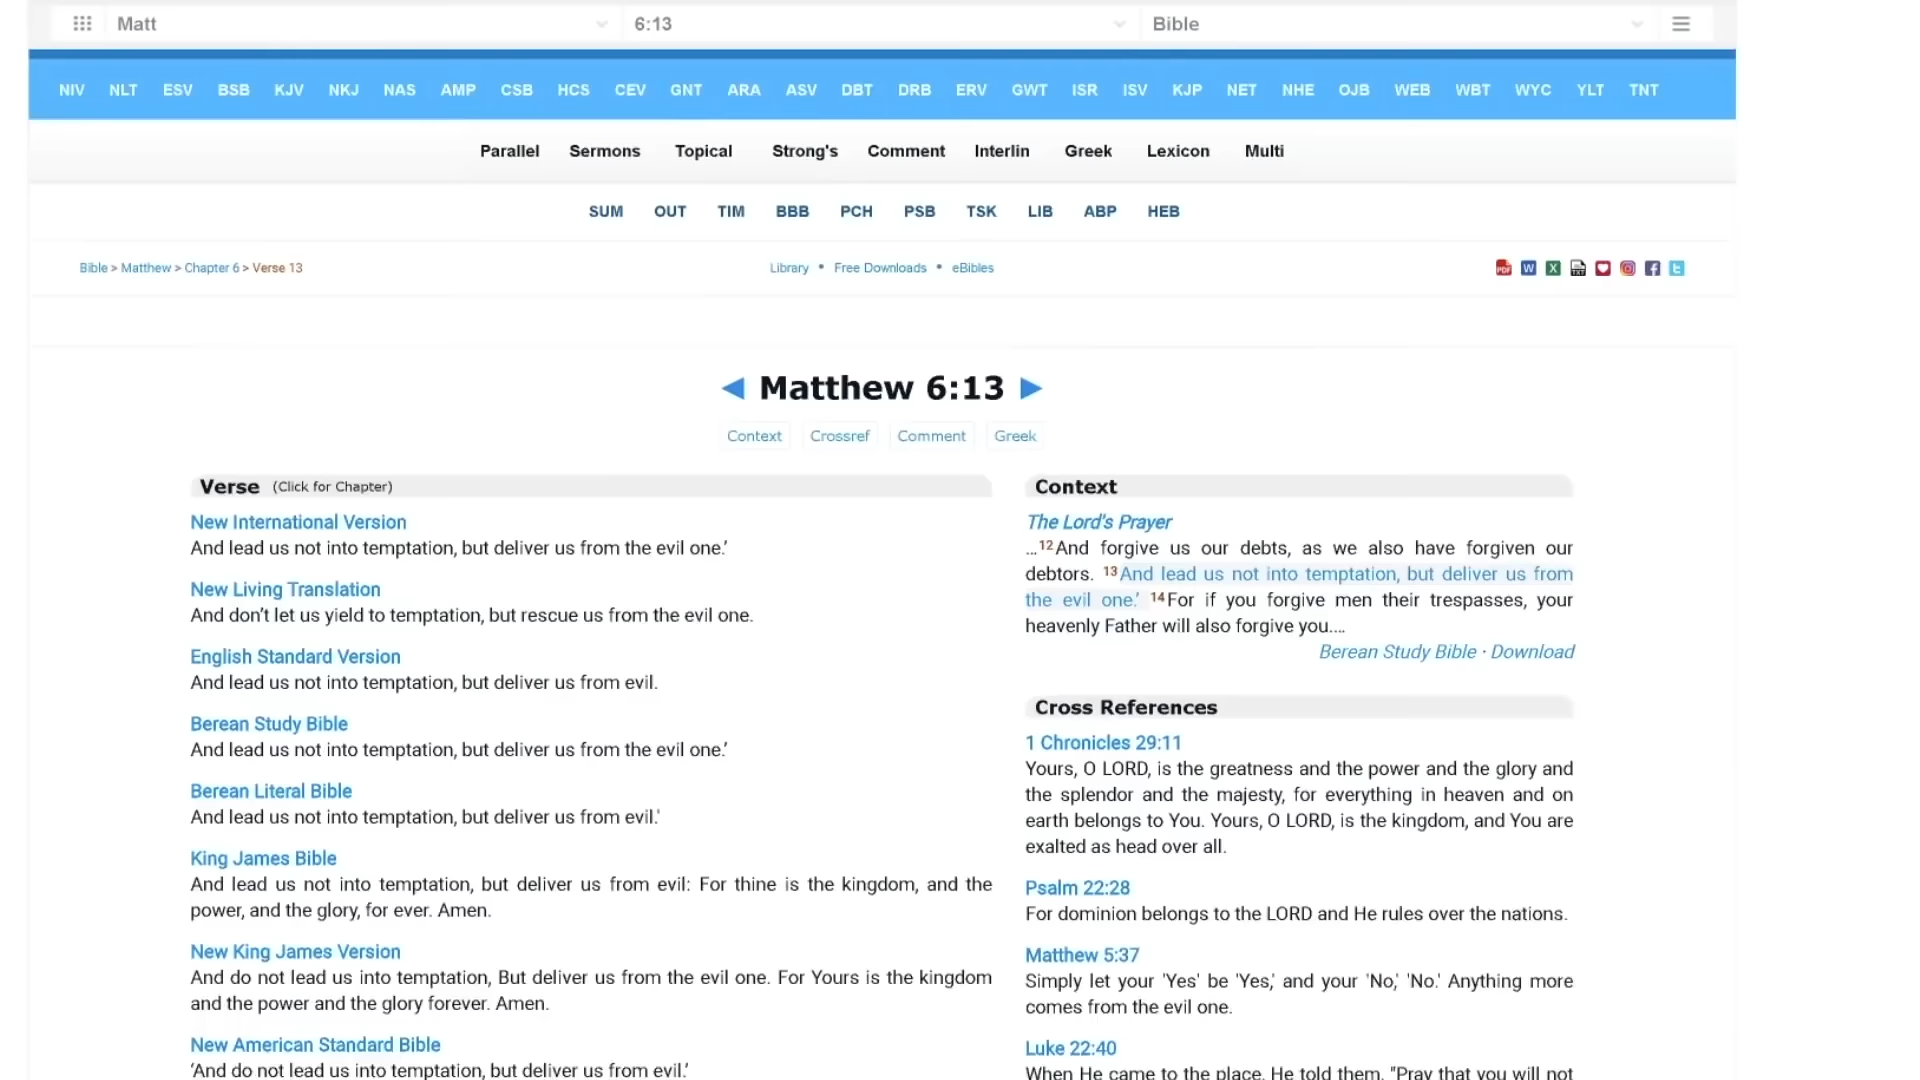 Matt 6:13 Bible
NIV NLT ESV BSB KJV NKJ NAS AMP CSB HCS CEV GNT ARA ASV DBT DRB ERV GWT ISR ISV KJP NET NHE OJB WEB WBT WYC YLT TNT
Parallel Sermons Topical Strong's Comment Interlin Greek Lexicon Multi
SUM OUT TIM BBB PCH PSB TSK LIB ABP HEB
Bible > Matthew > Chapter 6 > Verse 13
Library • Free Downloads • eBibles
◄ Matthew 6:13 ►
Context Crossref Comment Greek
Verse (Click for Chapter)
New International Version
And lead us not into temptation, but deliver us from the evil one.’
New Living Translation
And don’t let us yield to temptation, but rescue us from the evil one.
English Standard Version
And lead us not into temptation, but deliver us from evil.
Berean Study Bible
And lead us not into temptation, but deliver us from the evil one.’
Berean Literal Bible
And lead us not into temptation, but deliver us from evil.'
King James Bible
And lead us not into temptation, but deliver us from evil: For thine is the kingdom, and the
power, and the glory, for ever. Amen.
New King James Version
And do not lead us into temptation, But deliver us from the evil one. For Yours is the kingdom
and the power and the glory forever. Amen.
New American Standard Bible
‘And do not lead us into temptation, but deliver us from evil.’
Context
The Lord's Prayer
…12And forgive us our debts, as we also have forgiven our
debtors. 13And lead us not into temptation, but deliver us from
the evil one.’ 14For if you forgive men their trespasses, your
heavenly Father will also forgive you.…
Berean Study Bible · Download
Cross References
1 Chronicles 29:11
Yours, O LORD, is the greatness and the power and the glory and
the splendor and the majesty, for everything in heaven and on
earth belongs to You. Yours, O LORD, is the kingdom, and You are
exalted as head over all.
Psalm 22:28
For dominion belongs to the LORD and He rules over the nations.
Matthew 5:37
Simply let your 'Yes' be 'Yes,' and your 'No,' 'No.' Anything more
comes from the evil one.
Luke 22:40
When He came to the place, He told them, "Pray that you will not